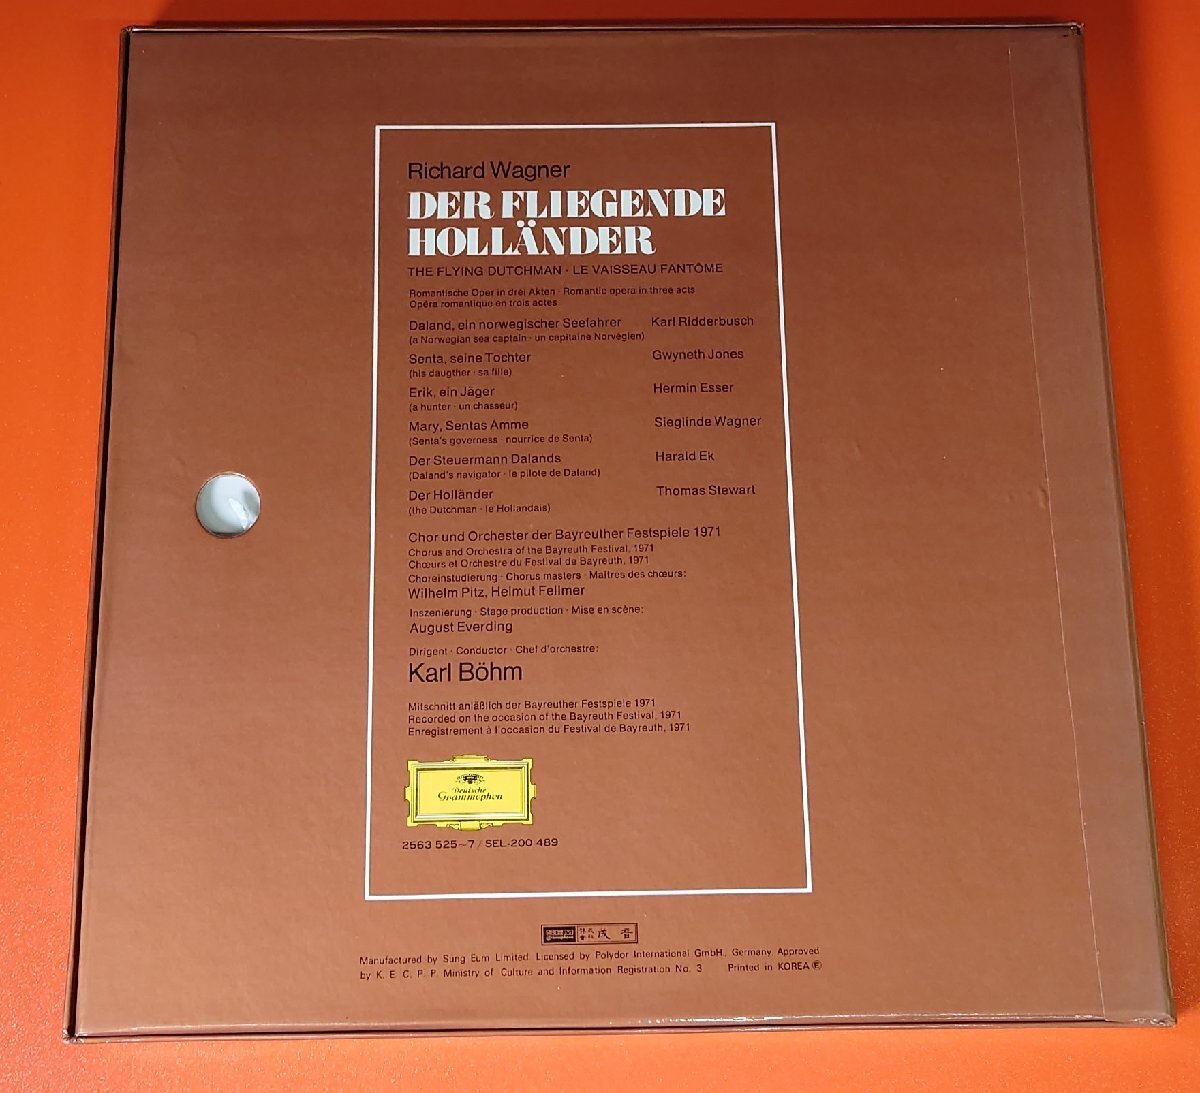 Richard Wagner
DER FLIEGENDE
HOLLÄNDER
THE FLYING DUTCHMAN · LE VAISSEAU FANTÔME
Romantische Oper in drei Akten · Romantic opera in three acts
Opéra romantique en trois actes
Daland, ein norwegischer Seefahrer Karl Ridderbusch
(a Norwegian sea captain · un capitaine Norvégien)
Senta, seine Tochter Gwyneth Jones
(his daugther · sa fille)
Erik, ein Jäger Hermin Esser
(a hunter · un chasseur)
Mary, Sentas Amme Sieglinde Wagner
(Senta's governess · nourrice de Senta)
Der Steuermann Dalands Harald Ek
(Daland's navigator · le pilote de Daland)
Der Holländer Thomas Stewart
(the Dutchman · le Hollandais)
Chor und Orchester der Bayreuther Festspiele 1971
Chorus and Orchestra of the Bayreuth Festival, 1971
Chœurs et Orchestre du Festival de Bayreuth, 1971
Choreinstudierung · Chorus masters · Maîtres des chœurs:
Wilhelm Pitz, Helmut Fellmer
Inszenierung · Stage production · Mise en scène:
August Everding
Dirigent · Conductor · Chef d'orchestre:
Karl Böhm
Mitschnitt anläßlich der Bayreuther Festspiele 1971
Recorded on the occasion of the Bayreuth Festival, 1971
Enregistrement à l'occasion du Festival de Bayreuth, 1971
Deutsche
Grammophon
2563 525~7 / SEL-200 489
株式會社 成音
Manufactured by Sung Eum Limited. Licensed by Polydor International GmbH., Germany. Approved
by K. E. C. P. P. Ministry of Culture and Information Registration No. 3 Printed in KOREA Ⓟ